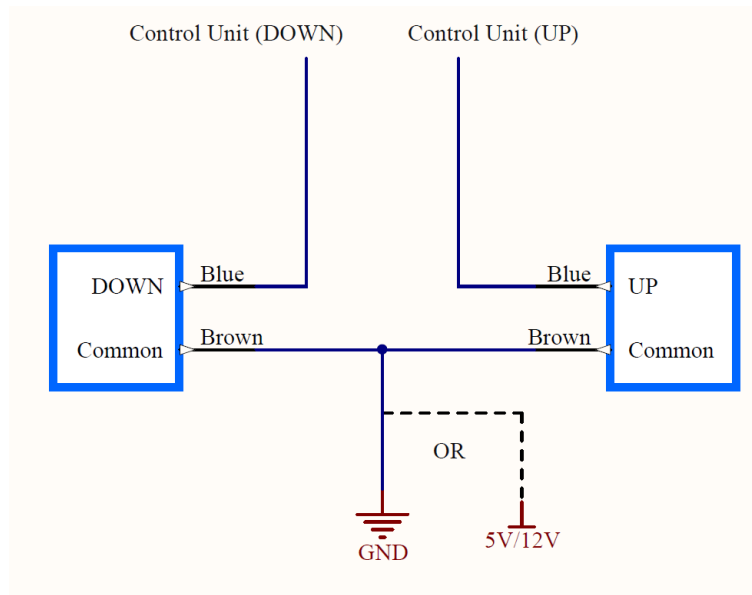 Control Unit (DOWN)
Control Unit (UP)
DOWN
Blue
Blue
UP
Common
Brown
Brown
Common
OR
GND
5V/12V